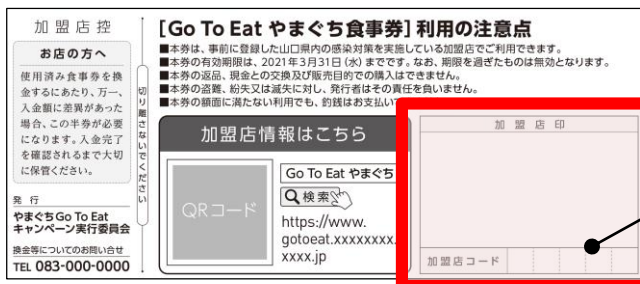 加盟店控
お店の方へ
使用済み食事券を換
金するにあたり、万一、
入金額に差異があった
場合、この半券が必要
になります。入金完了
を確認されるまで大切
に保管ください。
発 行
やまぐち Go To Eat
キャンペーン実行委員会
換金等についてのお問い合せ
TEL 083-000-0000
切り離さないでください
[Go To Eat やまぐち食事券] 利用の注意点
■本券は、事前に登録した山口県内の感染対策を実施している加盟店でご利用できます。
■本券の有効期限は、2021年3月31日(水)までです。なお、期限を過ぎたものは無効となります。
■本券の返品、現金との交換及び販売目的での購入はできません。
■本券の盗難、紛失又は滅失に対し、発行者はその責任を負いません。
■本券の額面に満たない利用でも、釣銭はお支払い
加盟店情報はこちら
QRコード
Go To Eat やまぐち
検索
https://www.
gotoeat.xxxxxxxx.
xxxx.jp
加盟店印
加盟店コード